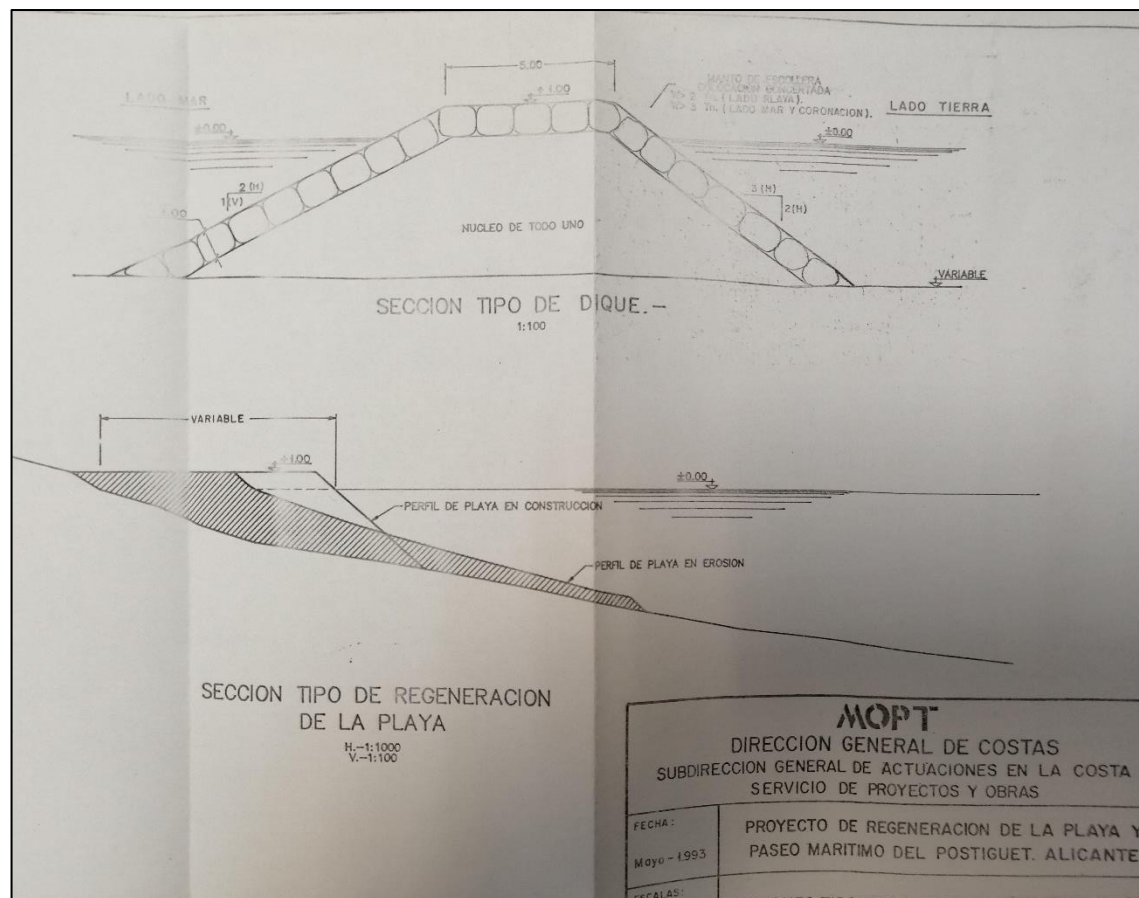 5.00
LADO MAR
+1.00
MANTO DE ESCOLLERA
COLOCACION CONCERTADA
Tn. (LADO PLAYA).
3 Tn. (LADO MAR Y CORONACION).
LADO TIERRA
±0.00
±0.00
2 (H)
1 (V)
3 (H)
2 (H)
1.00
NUCLEO DE TODO UNO
VARIABLE
SECCION TIPO DE DIQUE.-
1:100
VARIABLE
±0.00
PERFIL DE PLAYA EN CONSTRUCCION
PERFIL DE PLAYA EN EROSION
SECCION TIPO DE REGENERACION
DE LA PLAYA
H.-1:1000
V.-1:100
MOPT
DIRECCION GENERAL DE COSTAS
SUBDIRECCION GENERAL DE ACTUACIONES EN LA COSTA
SERVICIO DE PROYECTOS Y OBRAS
FECHA:
Mayo-1.993
PROYECTO DE REGENERACION DE LA PLAYA Y
PASEO MARITIMO DEL POSTIGUET. ALICANTE
ESCALAS: